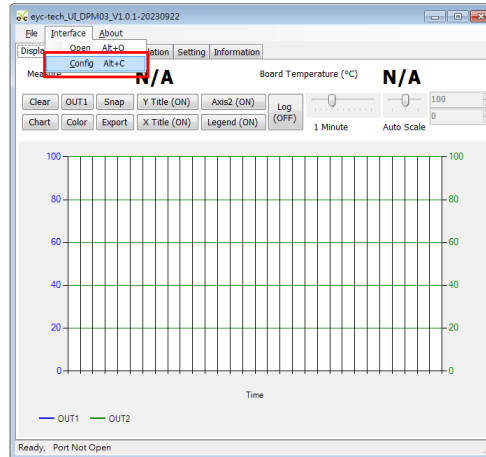 eyc-tech_UI_DPM03_V1.0.1-20230922
File Interface About
Open Alt+O
Config Alt+C
Setting Information
Measure N/A Board Temperature (°C) N/A
Clear OUT1 Snap Y Title (ON) Axis2 (ON) Log (OFF) 100
Chart Color Export X Title (ON) Legend (ON) 1 Minute Auto Scale 0
100 100
80 80
60 60
40 40
20 20
0 0
Time
OUT1 OUT2
Ready, Port Not Open